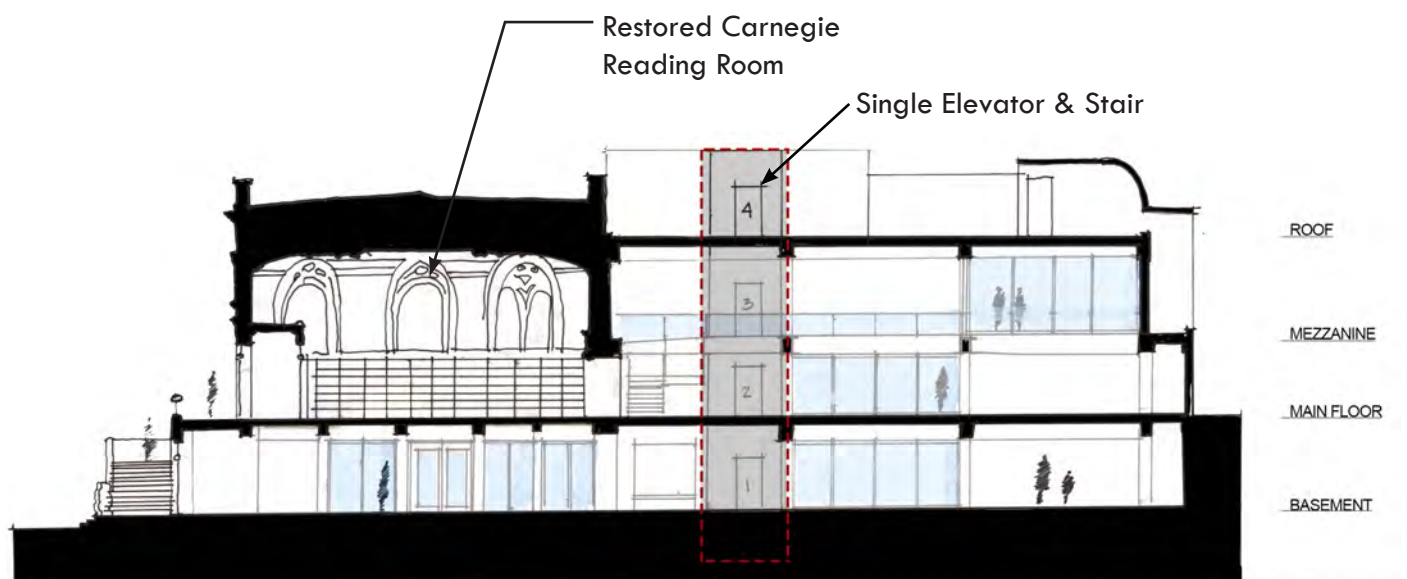 Restored Carnegie
Reading Room
Single Elevator & Stair
4
ROOF
3
MEZZANINE
2
MAIN FLOOR
1
BASEMENT